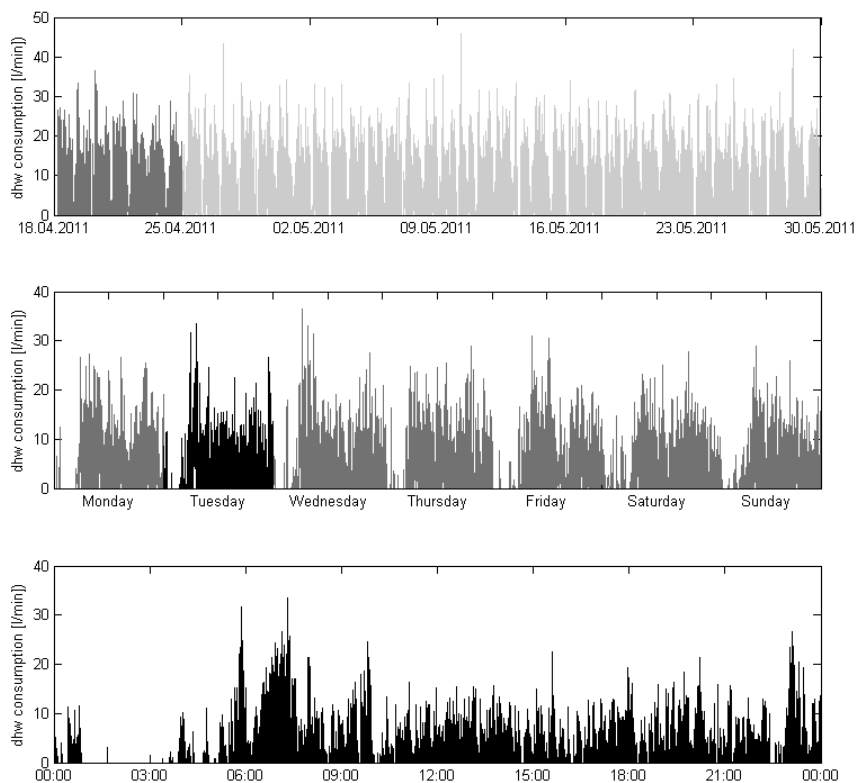 50
40
30
20
10
0
dhw consumption [l/min])
18.04.2011 25.04.2011 02.05.2011 09.05.2011 16.05.2011 23.05.2011 30.05.2011
40
30
20
10
0
dhw consumption [l/min])
Monday Tuesday Wednesday Thursday Friday Saturday Sunday
40
30
20
10
0
dhw consumption [l/min])
00:00 03:00 06:00 09:00 12:00 15:00 18:00 21:00 00:00